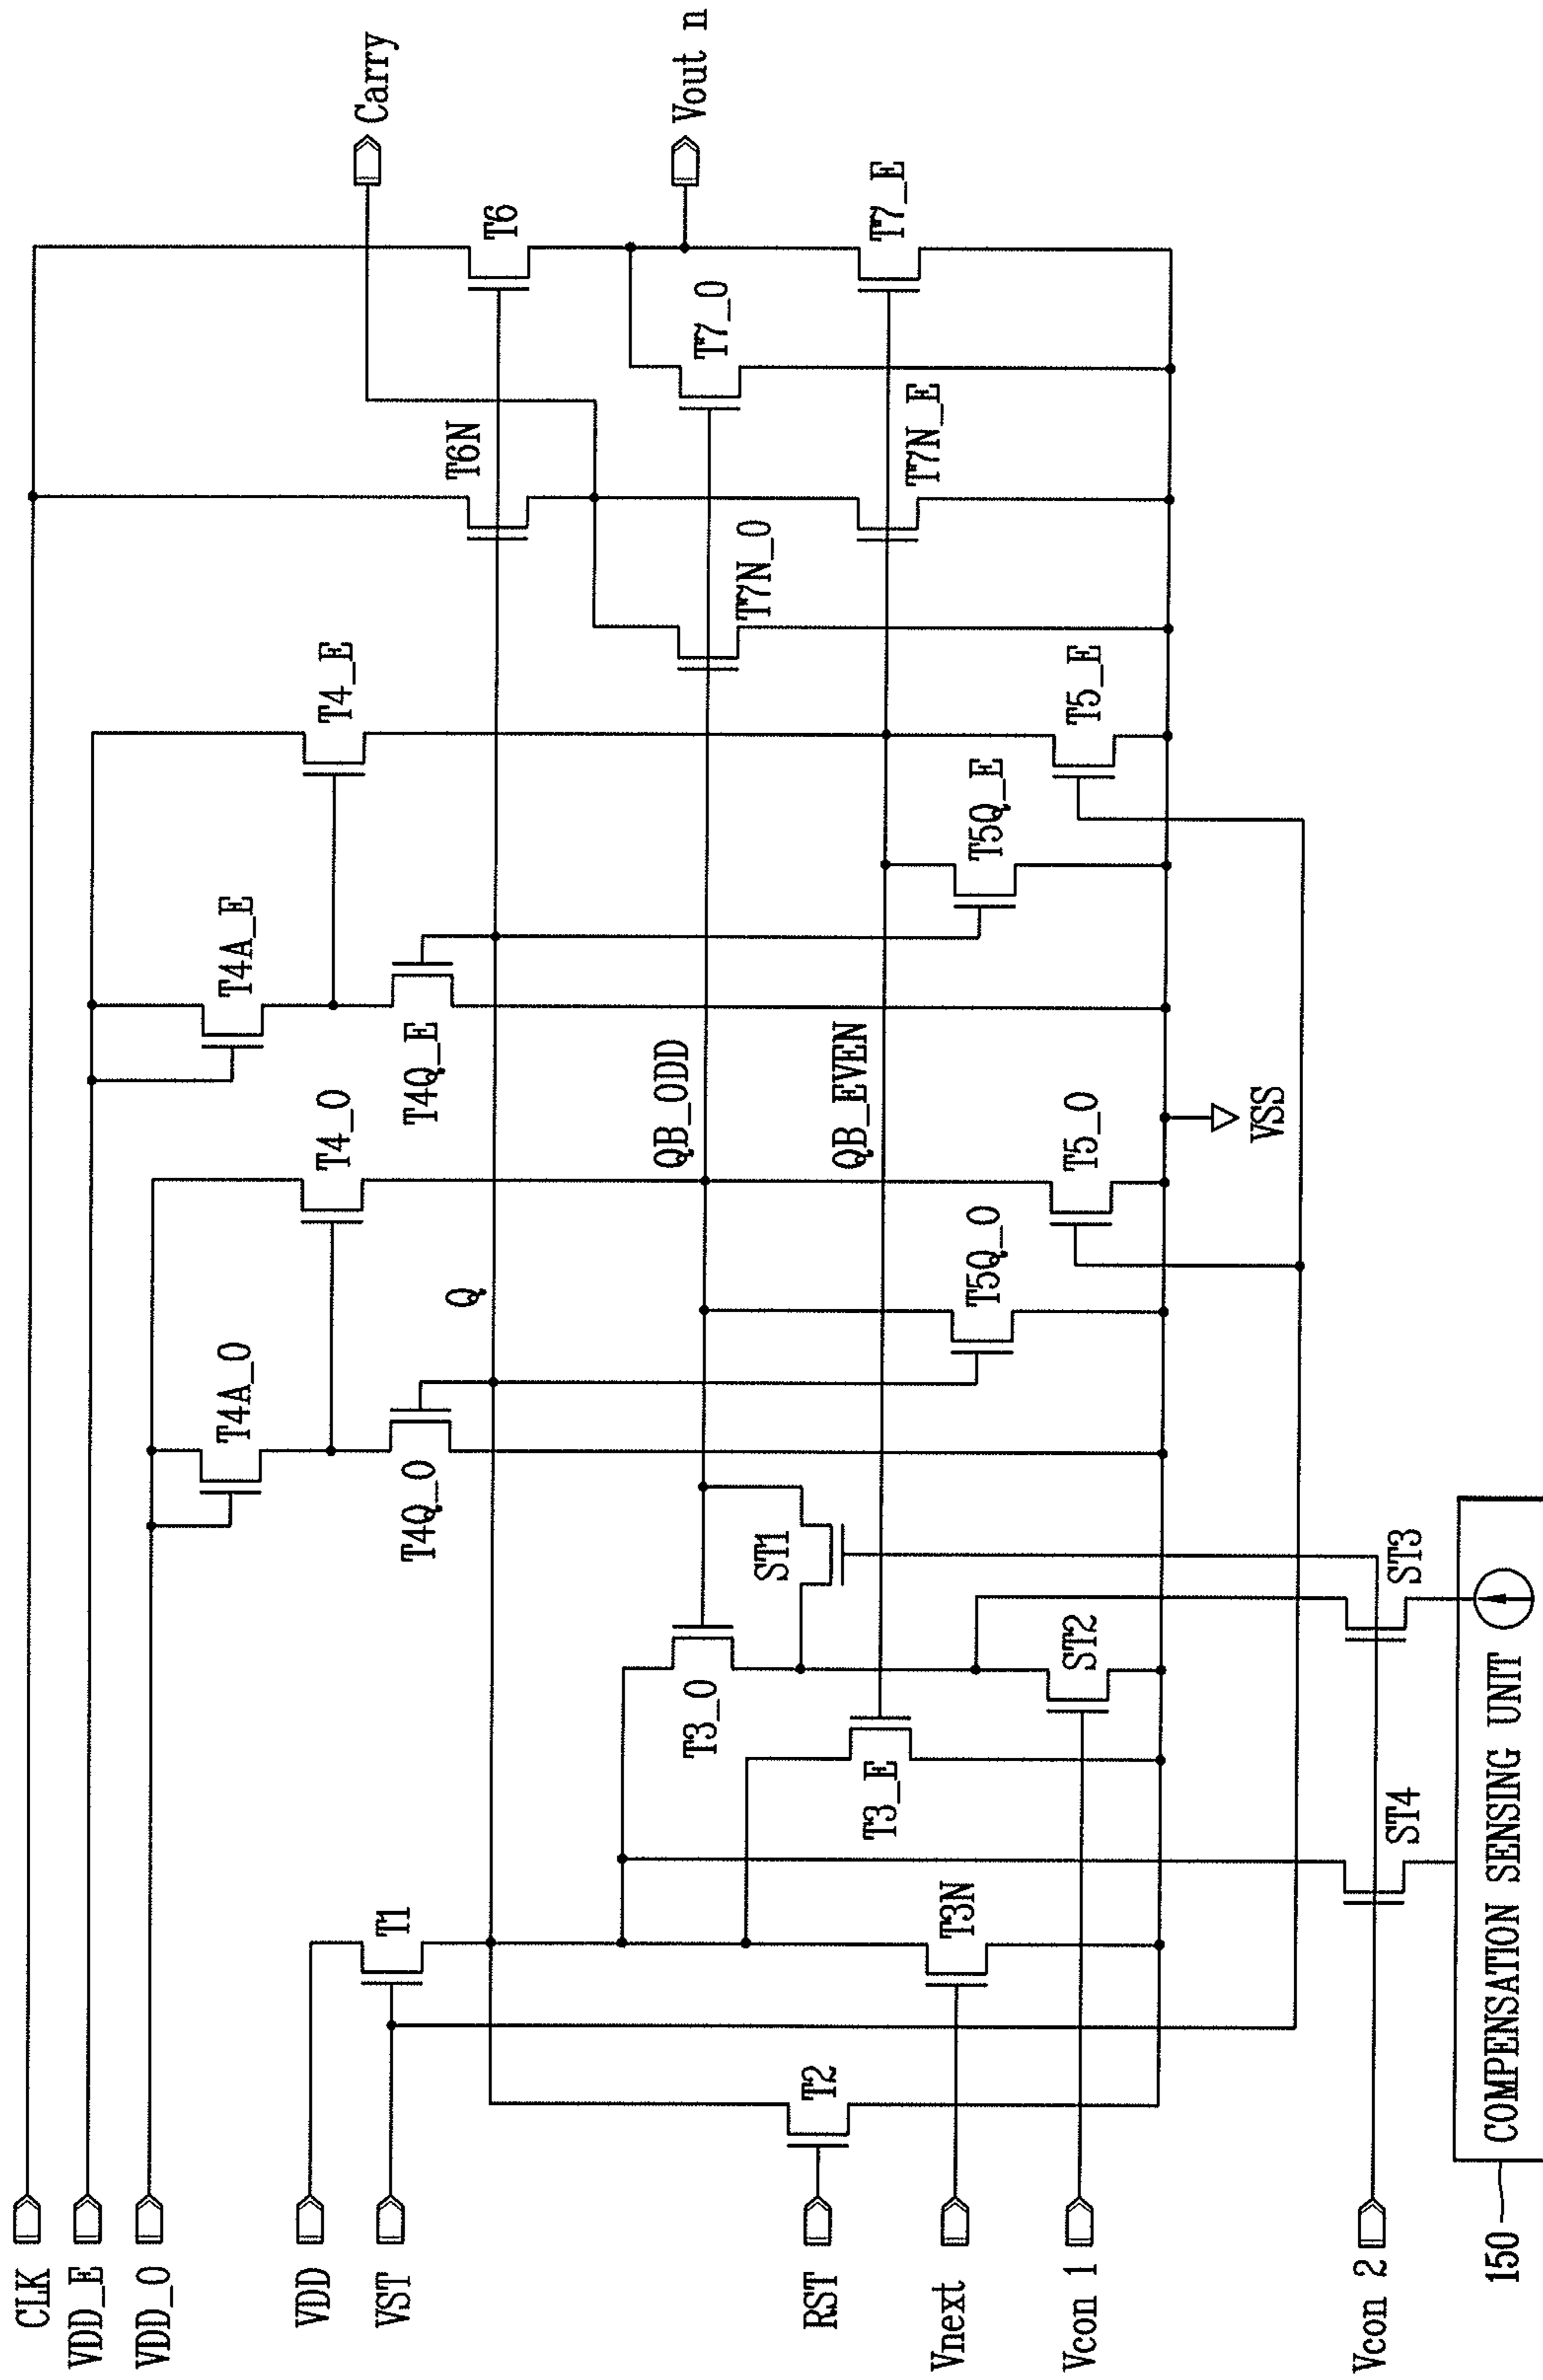 CLK
VDD_E
VDD_O
VDD
VST
RST
Vnext
Vcon 1
Vcon 2
150
COMPENSATION SENSING UNIT
T1
T2
T3N
T3_E
T3_O
ST1
ST2
ST3
ST4
T4A_O
T4Q_O
T4_O
Q
T5Q_O
T5_O
QB_ODD
QB_EVEN
VSS
T4A_E
T4Q_E
T4_E
T5Q_E
T5_E
T7N_O
T6N
T7N_E
T7_O
T6
T7_E
Carry
Vout n